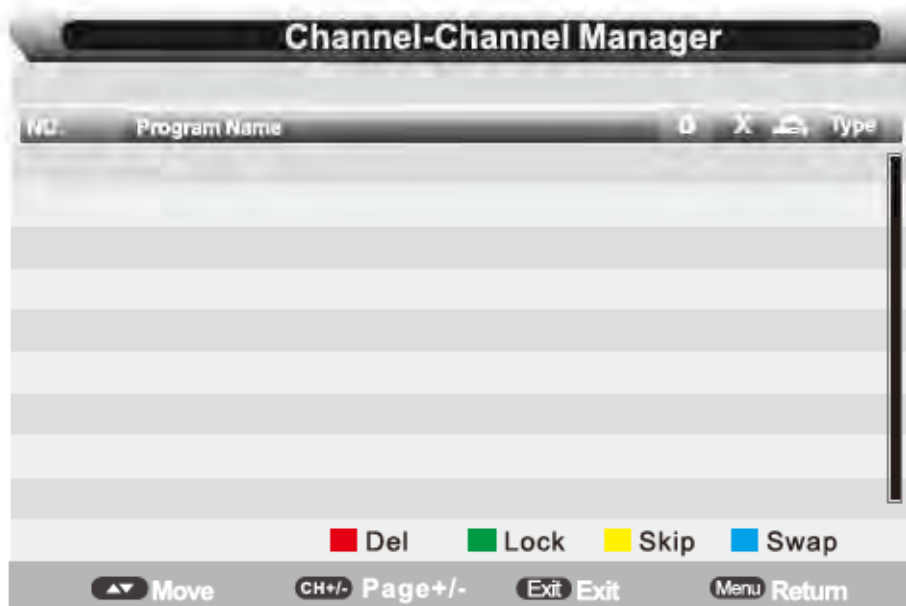 Channel-Channel Manager
NO. Program Name X Type
Del Lock Skip Swap
Move CH+/- Page+/- Exit Exit Menu Return